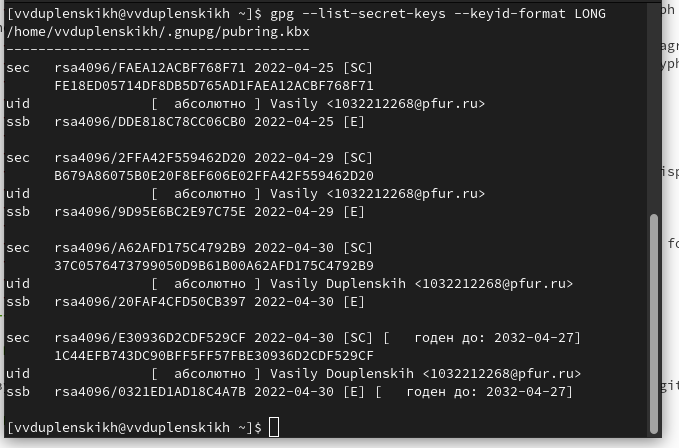 [vvduplenskikh@vvduplenskikh ~]$ gpg --list-secret-keys --keyid-format LONG
/home/vvduplenskikh/.gnupg/pubring.kbx
--------------------------------------
sec   rsa4096/FAEA12ACBF768F71 2022-04-25 [SC]
      FE18ED05714DF8DB5D765AD1FAEA12ACBF768F71
uid               [  абсолютно ] Vasily <1032212268@pfur.ru>
ssb   rsa4096/DDE818C78CC06CB0 2022-04-25 [E]
sec   rsa4096/2FFA42F559462D20 2022-04-29 [SC]
      B679A86075B0E20F8EF606E02FFA42F559462D20
uid               [  абсолютно ] Vasily <1032212268@pfur.ru>
ssb   rsa4096/9D95E6BC2E97C75E 2022-04-29 [E]
sec   rsa4096/A62AFD175C4792B9 2022-04-30 [SC]
      37C0576473799050D9B61B00A62AFD175C4792B9
uid               [  абсолютно ] Vasily Duplenskih <1032212268@pfur.ru>
ssb   rsa4096/20FAF4CFD50CB397 2022-04-30 [E]
sec   rsa4096/E30936D2CDF529CF 2022-04-30 [SC] [   годен до: 2032-04-27]
      1C44EFB743DC90BFF5FF57FBE30936D2CDF529CF
uid               [  абсолютно ] Vasily Douplenskih <1032212268@pfur.ru>
ssb   rsa4096/0321ED1AD18C4A7B 2022-04-30 [E] [   годен до: 2032-04-27]
[vvduplenskikh@vvduplenskikh ~]$